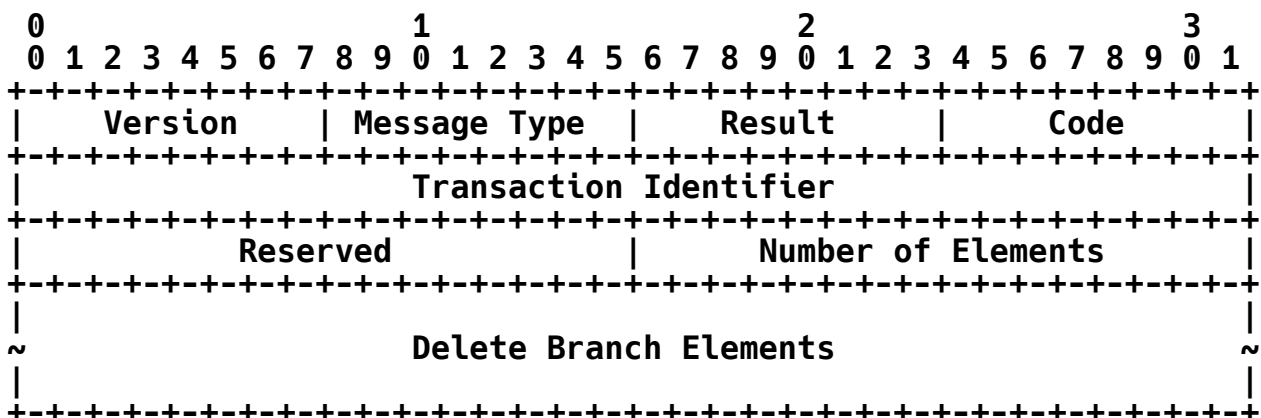 0                   1                   2                   3
 0 1 2 3 4 5 6 7 8 9 0 1 2 3 4 5 6 7 8 9 0 1 2 3 4 5 6 7 8 9 0 1
+-+-+-+-+-+-+-+-+-+-+-+-+-+-+-+-+-+-+-+-+-+-+-+-+-+-+-+-+-+-+-+-+
|    Version    | Message Type  |    Result     |     Code      |
+-+-+-+-+-+-+-+-+-+-+-+-+-+-+-+-+-+-+-+-+-+-+-+-+-+-+-+-+-+-+-+-+
|                    Transaction Identifier                     |
+-+-+-+-+-+-+-+-+-+-+-+-+-+-+-+-+-+-+-+-+-+-+-+-+-+-+-+-+-+-+-+-+
|           Reserved            |      Number of Elements       |
+-+-+-+-+-+-+-+-+-+-+-+-+-+-+-+-+-+-+-+-+-+-+-+-+-+-+-+-+-+-+-+-+
|                                                               |
~                    Delete Branch Elements                     ~
|                                                               |
+-+-+-+-+-+-+-+-+-+-+-+-+-+-+-+-+-+-+-+-+-+-+-+-+-+-+-+-+-+-+-+-+